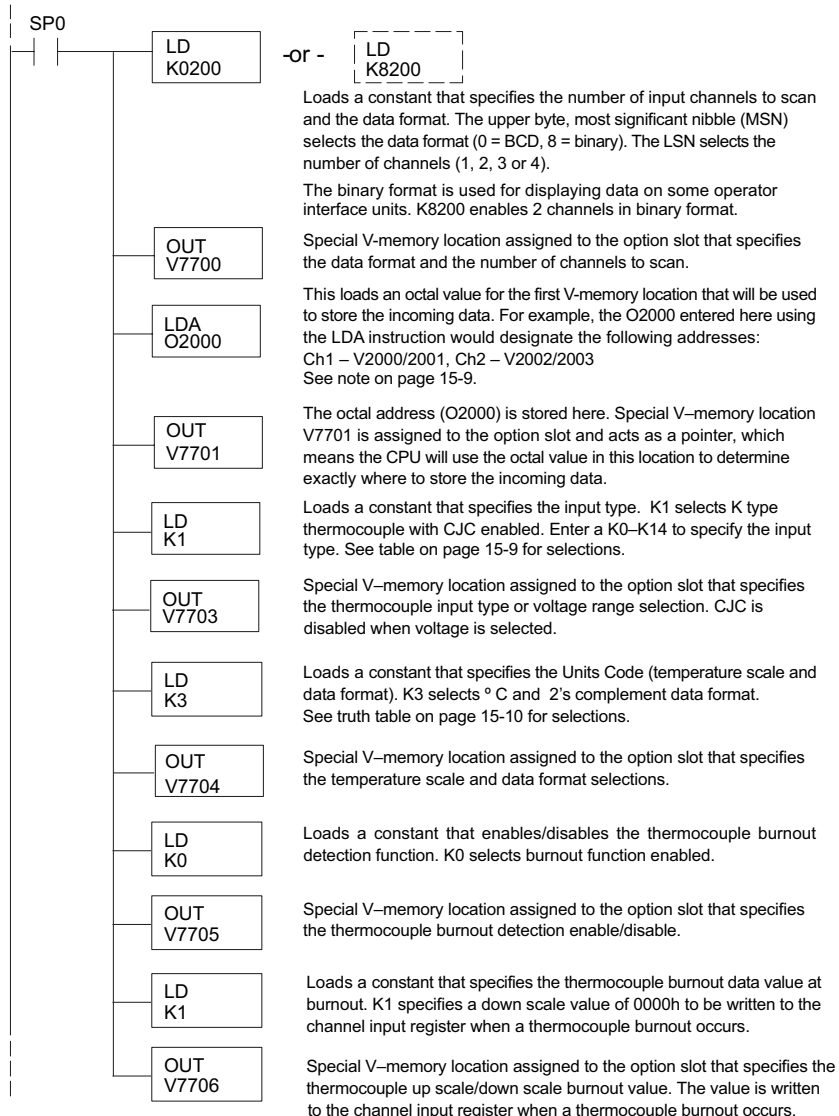 SP0
LD
K0200
-or -
LD
K8200
Loads a constant that specifies the number of input channels to scan
and the data format. The upper byte, most significant nibble (MSN)
selects the data format (0 = BCD, 8 = binary). The LSN selects the
number of channels (1, 2, 3 or 4).
The binary format is used for displaying data on some operator
interface units. K8200 enables 2 channels in binary format.
OUT
V7700
Special V-memory location assigned to the option slot that specifies
the data format and the number of channels to scan.
LDA
O2000
This loads an octal value for the first V-memory location that will be used
to store the incoming data. For example, the O2000 entered here using
the LDA instruction would designate the following addresses:
Ch1 – V2000/2001, Ch2 – V2002/2003
See note on page 15-9.
OUT
V7701
The octal address (O2000) is stored here. Special V–memory location
V7701 is assigned to the option slot and acts as a pointer, which
means the CPU will use the octal value in this location to determine
exactly where to store the incoming data.
LD
K1
Loads a constant that specifies the input type. K1 selects K type
thermocouple with CJC enabled. Enter a K0–K14 to specify the input
type. See table on page 15-9 for selections.
OUT
V7703
Special V–memory location assigned to the option slot that specifies
the thermocouple input type or voltage range selection. CJC is
disabled when voltage is selected.
LD
K3
Loads a constant that specifies the Units Code (temperature scale and
data format). K3 selects º C and 2’s complement data format.
See truth table on page 15-10 for selections.
OUT
V7704
Special V–memory location assigned to the option slot that specifies
the temperature scale and data format selections.
LD
K0
Loads a constant that enables/disables the thermocouple burnout
detection function. K0 selects burnout function enabled.
OUT
V7705
Special V–memory location assigned to the option slot that specifies
the thermocouple burnout detection enable/disable.
LD
K1
Loads a constant that specifies the thermocouple burnout data value at
burnout. K1 specifies a down scale value of 0000h to be written to the
channel input register when a thermocouple burnout occurs.
OUT
V7706
Special V–memory location assigned to the option slot that specifies the
thermocouple up scale/down scale burnout value. The value is written
to the channel input register when a thermocouple burnout occurs.